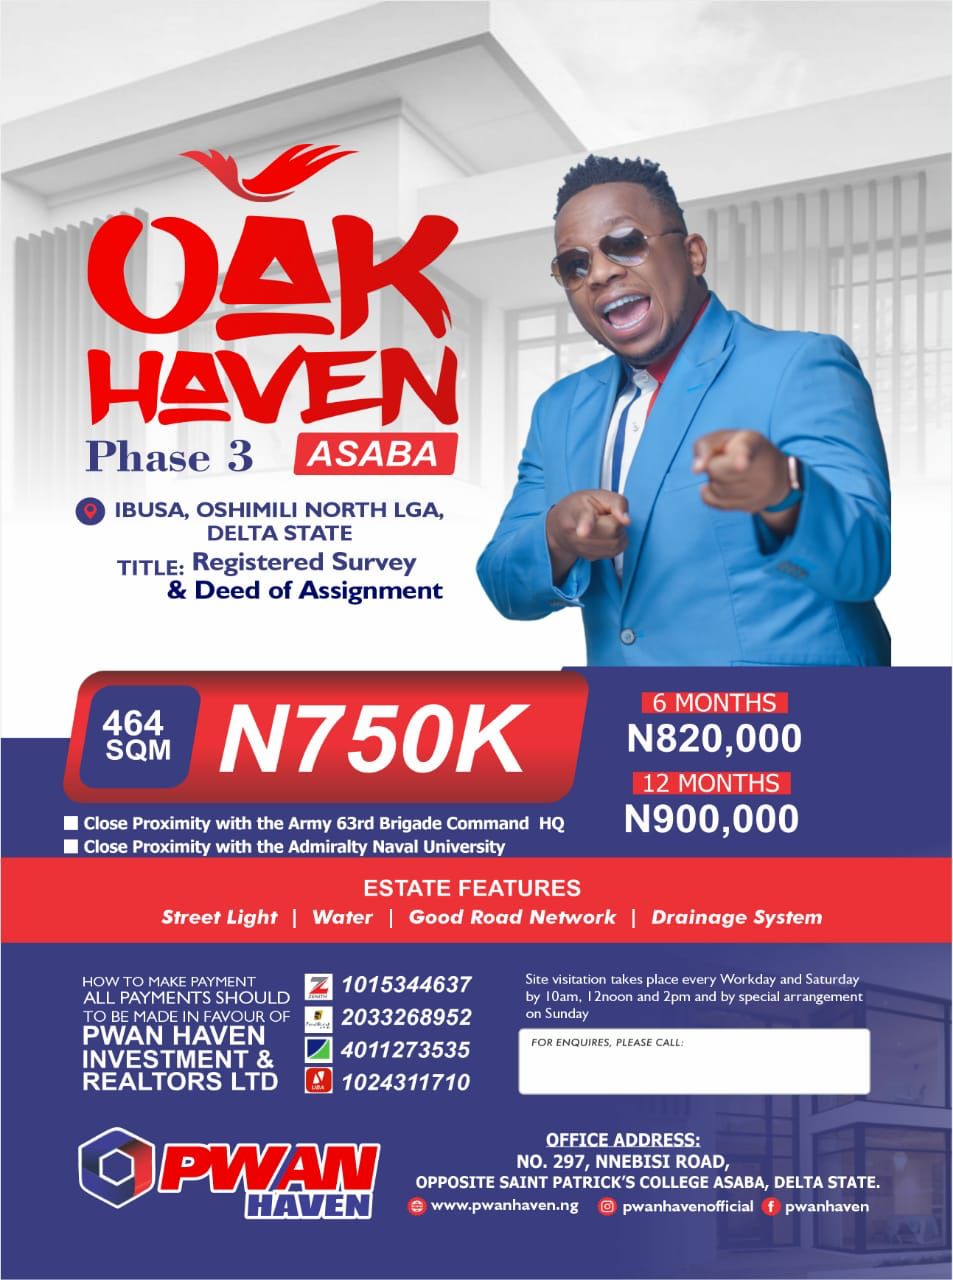 OAK
HAVEN
Phase 3
ASABA
IBUSA, OSHIMILI NORTH LGA,
DELTA STATE
TITLE: Registered Survey
& Deed of Assignment
464
SQM
N750K
6 MONTHS
N820,000
12 MONTHS
N900,000
Close Proximity with the Army 63rd Brigade Command HQ
Close Proximity with the Admiralty Naval University
ESTATE FEATURES
Street Light | Water | Good Road Network | Drainage System
HOW TO MAKE PAYMENT
ALL PAYMENTS SHOULD
TO BE MADE IN FAVOUR OF
PWAN HAVEN
INVESTMENT &
REALTORS LTD
ZENITH
1015344637
2033268952
4011273535
UBA
1024311710
Site visitation takes place every Workday and Saturday
by 10am, 12noon and 2pm and by special arrangement
on Sunday
FOR ENQUIRES, PLEASE CALL:
PWAN
HAVEN
OFFICE ADDRESS:
NO. 297, NNEBISI ROAD,
OPPOSITE SAINT PATRICK'S COLLEGE ASABA, DELTA STATE.
www.pwanhaven.ng pwanhavenofficial pwanhaven